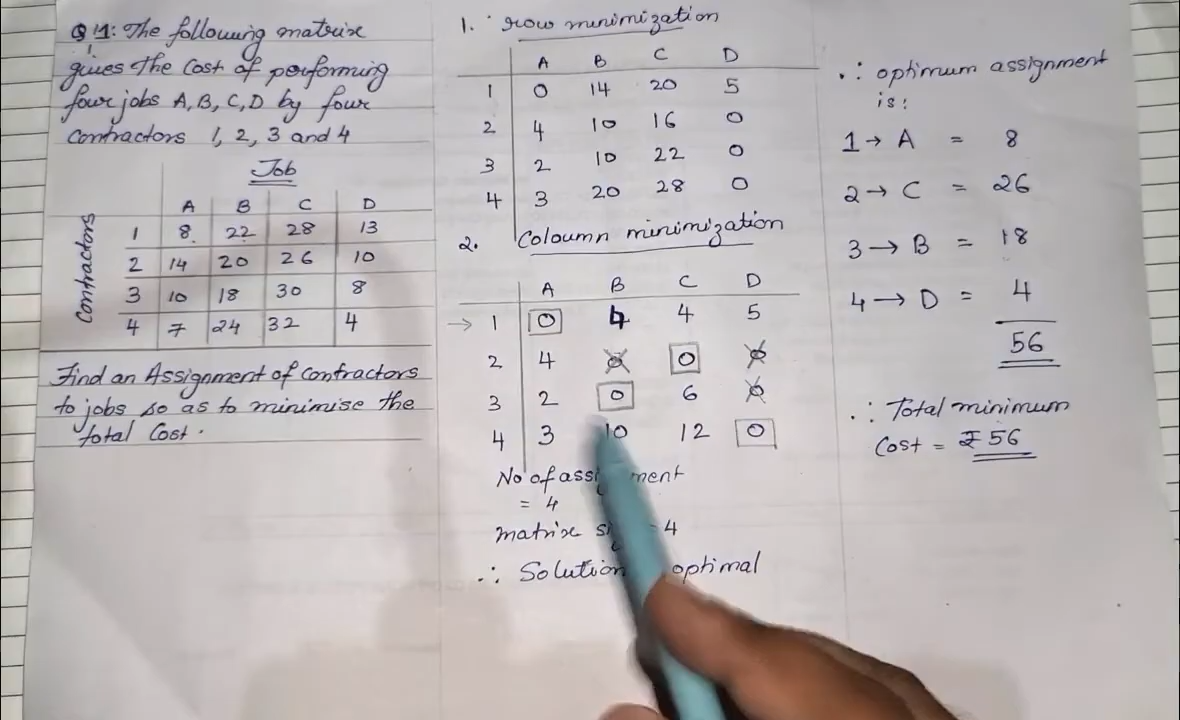 Q 1: The following matrix
gives the cost of performing
four jobs A, B, C, D by four
contractors 1, 2, 3 and 4
Job
Contractors
A B C D
1 8 22 28 13
2 14 20 26 10
3 10 18 30 8
4 7 24 32 4
Find an Assignment of contractors
to jobs so as to minimise the
total cost.
1. row minimization
A B C D
1 0 14 20 5
2 4 10 16 0
3 2 10 22 0
4 3 20 28 0
2. Coloumn minimization
A B C D
→ 1 0 4 4 5
2 4 0 0 0
3 2 0 6 0
4 3 10 12 0
No of ment
= 4
matrix 4
∴ Solution optimal
∴ optimum assignment
is:
1 → A = 8
2 → C = 26
3 → B = 18
4 → D = 4
56
∴ Total minimum
Cost = ₹ 56